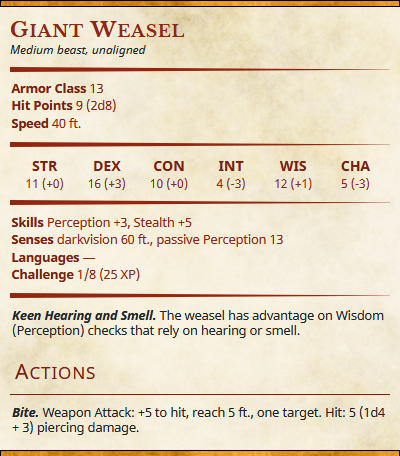 GIANT WEASEL
Medium beast, unaligned
Armor Class 13
Hit Points 9 (2d8)
Speed 40 ft.
STR DEX CON INT WIS CHA
11 (+0) 16 (+3) 10 (+0) 4 (-3) 12 (+1) 5 (-3)
Skills Perception +3, Stealth +5
Senses darkvision 60 ft., passive Perception 13
Languages —
Challenge 1/8 (25 XP)
Keen Hearing and Smell. The weasel has advantage on Wisdom
(Perception) checks that rely on hearing or smell.
ACTIONS
Bite. Weapon Attack: +5 to hit, reach 5 ft., one target. Hit: 5 (1d4
+ 3) piercing damage.